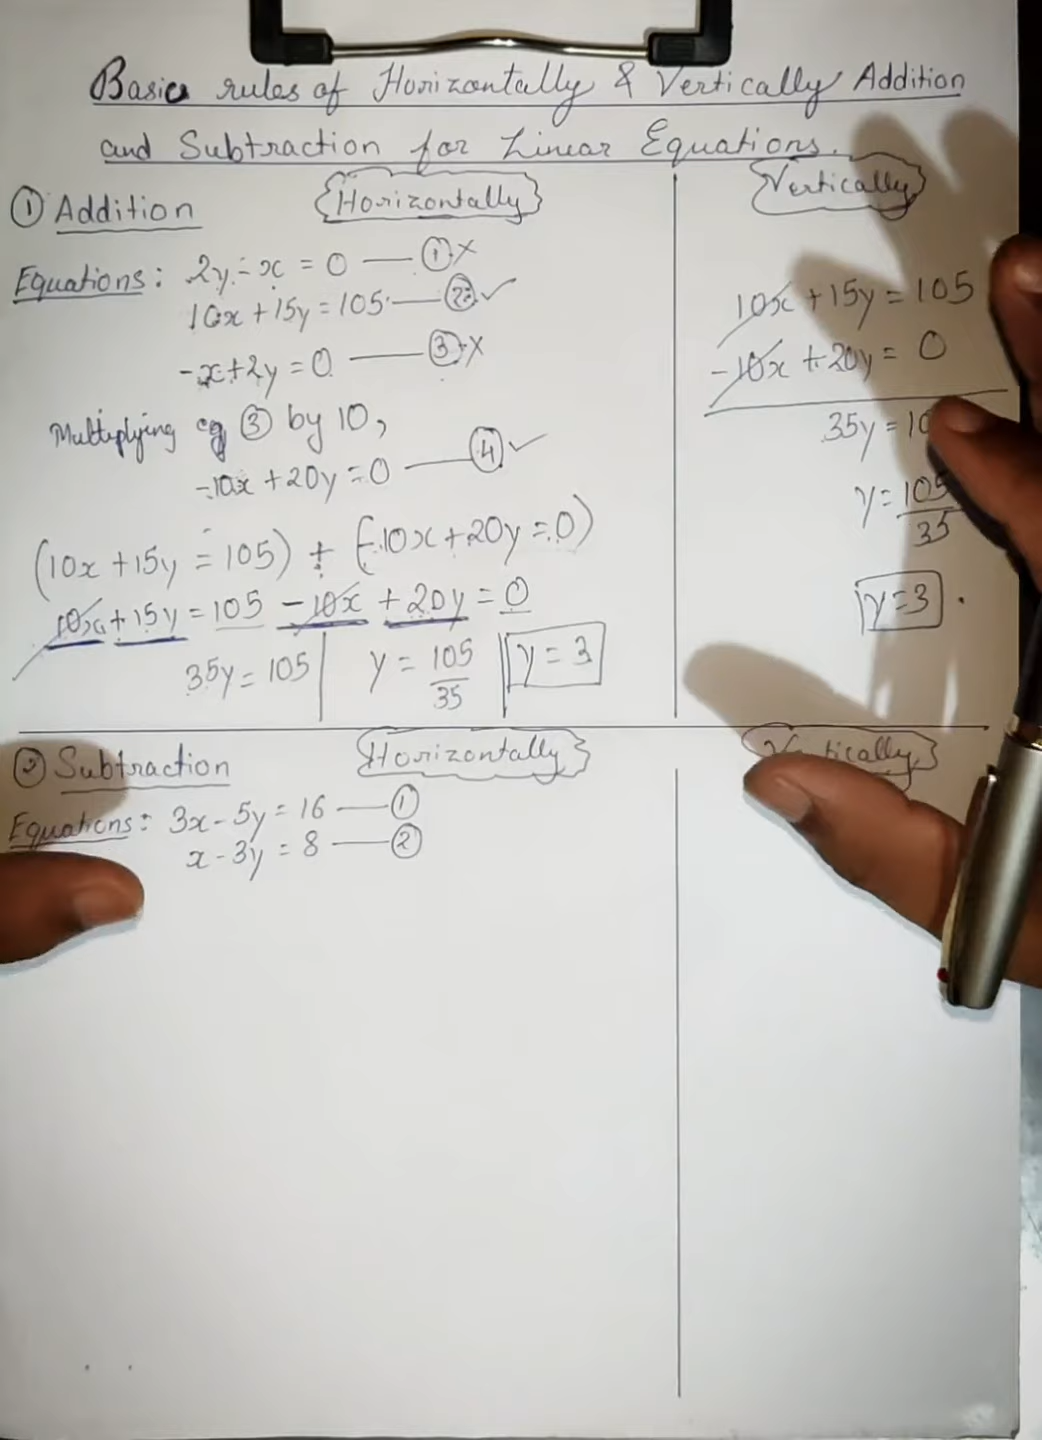 Basics rules of Horizontally & Vertically Addition
and Subtraction for Linear Equations.
① Addition
Horizontally
Equations: 2y - x = 0 — ① ×
10x + 15y = 105 — ② ✓
-x + 2y = 0 — ③ ×
Multiplying eq ③ by 10,
-10x + 20y = 0 — ④ ✓
(10x + 15y = 105) + (-10x + 20y = 0)
10x + 15y = 105 - 10x + 20y = 0
35y = 105 | y = 105/35 | y = 3
Vertically
10x + 15y = 105
-10x + 20y = 0
35y = 10
y = 105/35
y = 3.
② Subtraction
Horizontally
Equations: 3x - 5y = 16 — ①
x - 3y = 8 — ②